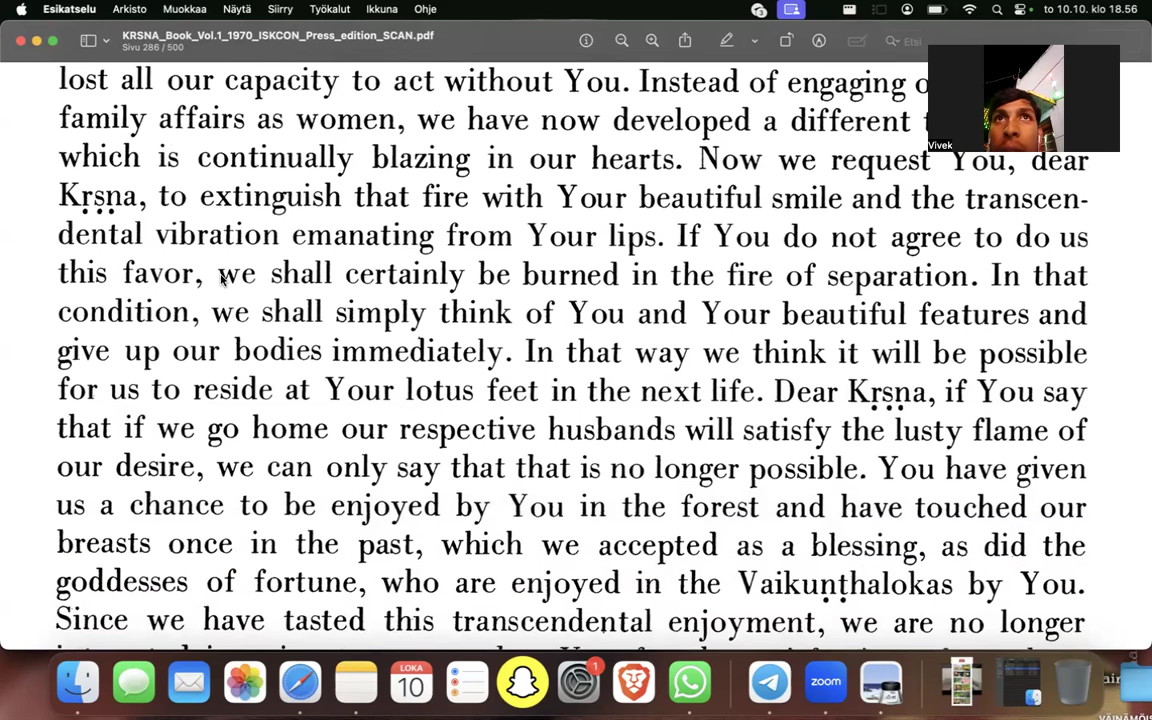 Esikatselu Arkisto Muokkaa Näytä Siirry Työkalut Ikkuna Ohje
3
to 10.10. klo 18.56
KRSNA_Book_Vol.1_1970_ISKCON_Press_edition_SCAN.pdf
Sivu 286 / 500
Etsi
Vivek
lost all our capacity to act without You. Instead of engaging
family affairs as women, we have now developed a different
which is continually blazing in our hearts. Now we request You, dear
Kṛṣṇa, to extinguish that fire with Your beautiful smile and the transcen-
dental vibration emanating from Your lips. If You do not agree to do us
this favor, we shall certainly be burned in the fire of separation. In that
condition, we shall simply think of You and Your beautiful features and
give up our bodies immediately. In that way we think it will be possible
for us to reside at Your lotus feet in the next life. Dear Kṛṣṇa, if You say
that if we go home our respective husbands will satisfy the lusty flame of
our desire, we can only say that that is no longer possible. You have given
us a chance to be enjoyed by You in the forest and have touched our
breasts once in the past, which we accepted as a blessing, as did the
goddesses of fortune, who are enjoyed in the Vaikuṇṭhalokas by You.
Since we have tasted this transcendental enjoyment, we are no longer
LOKA
10
1
zoom